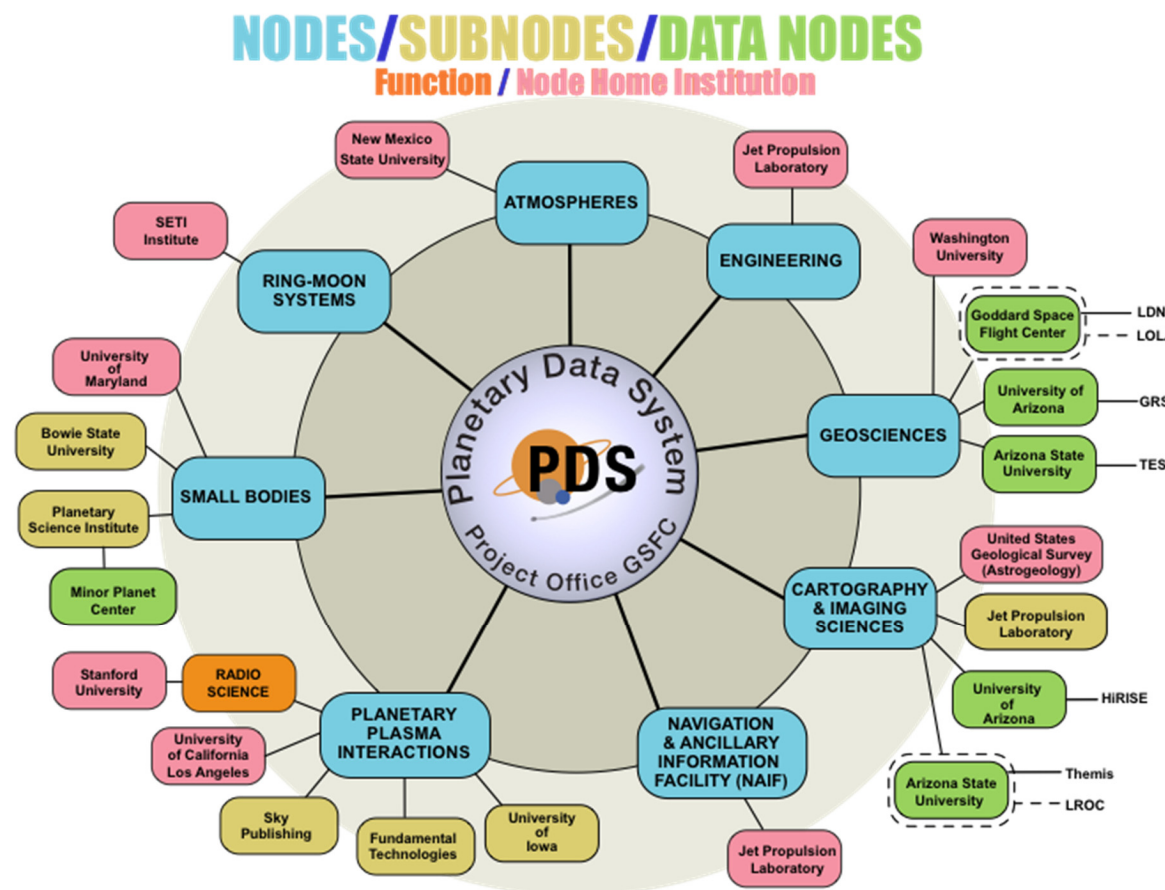 NODES/SUBNODES/DATA NODES
Function / Node Home Institution
New Mexico
State University
Jet Propulsion
Laboratory
ATMOSPHERES
SETI
Institute
Washington
University
ENGINEERING
RING-MOON
SYSTEMS
Goddard Space
Flight Center
LDN
LOL
University
of
Maryland
Planetary Data System
PDS
Project Office GSFC
University of
Arizona
GRS
Bowie State
University
GEOSCIENCES
Arizona State
University
TES
SMALL BODIES
Planetary
Science Institute
United States
Geological Survey
(Astrogeology)
Minor Planet
Center
CARTOGRAPHY
& IMAGING
SCIENCES
Jet Propulsion
Laboratory
Stanford
University
RADIO
SCIENCE
University
of
Arizona
HiRISE
PLANETARY
PLASMA
INTERACTIONS
NAVIGATION
& ANCILLARY
INFORMATION
FACILITY (NAIF)
University
of California
Los Angeles
Arizona State
University
Themis
LROC
Sky
Publishing
Fundamental
Technologies
University
of
Iowa
Jet Propulsion
Laboratory